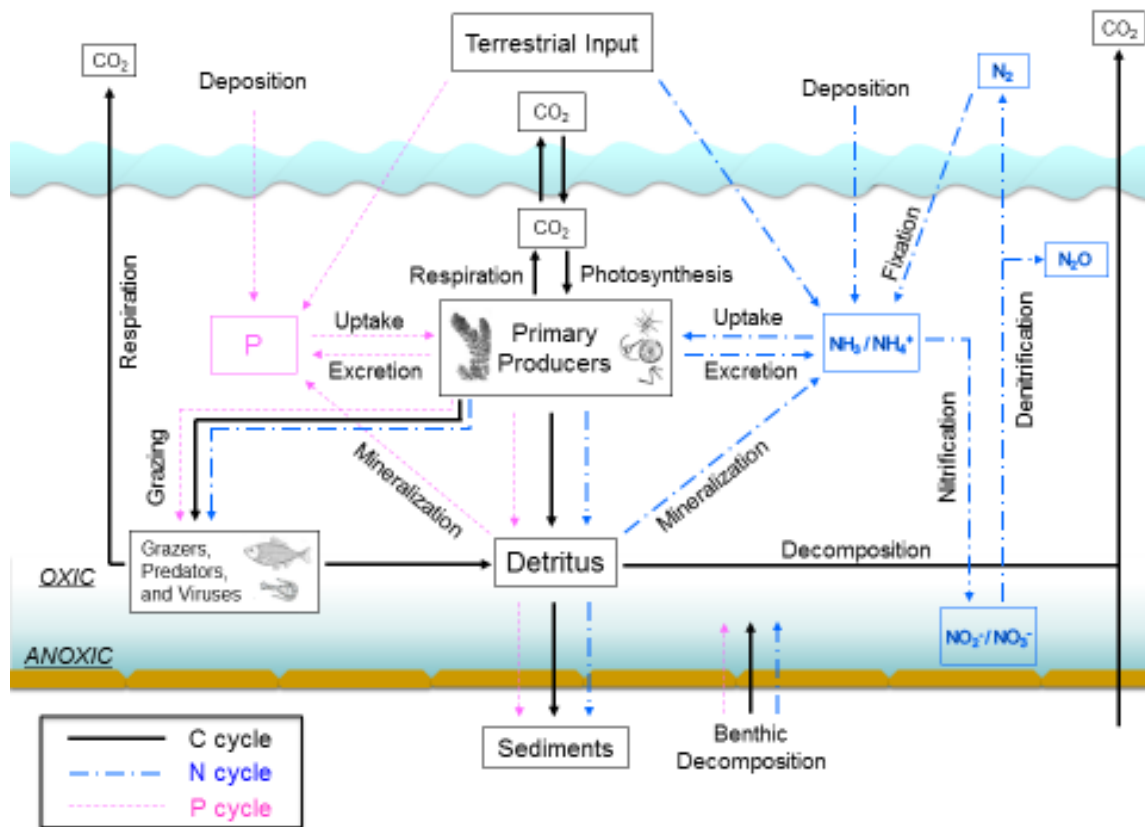 Terrestrial Input
CO₂
CO₂
Deposition
CO₂
Deposition
N₂
CO₂
Respiration
Photosynthesis
Fixation
N₂O
Respiration
P
Uptake
Excretion
Primary
Producers
Uptake
Excretion
NH₃ / NH₄⁺
Nitrification
Denitrification
Grazing
Mineralization
Mineralization
Grazers,
Predators,
and Viruses
Detritus
Decomposition
OXIC
NO₂⁻/ NO₃⁻
ANOXIC
Sediments
Benthic
Decomposition
C cycle
N cycle
P cycle